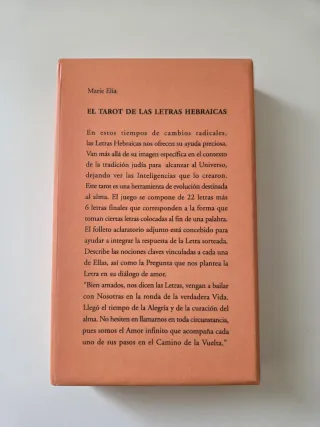 Marie Elia
EL TAROT DE LAS LETRAS HEBRAICAS
En estos tiempos de cambios radicales,
las Letras Hebraicas nos ofrecen su ayuda preciosa.
Van más allá de su imagen específica en el contexto
de la tradición judía para alcanzar al Universo,
dejando ver las Inteligencias que lo crearon.
Este tarot es una herramienta de evolución destinada
al alma. El juego se compone de 22 letras más
6 letras finales que corresponden a la forma que
toman ciertas letras colocadas al fin de una palabra.
El folleto aclaratorio adjunto está concebido para
ayudar a integrar la respuesta de la Letra sorteada.
Describe las nociones claves vinculadas a cada una
de Ellas, así como la Pregunta que nos plantea la
Letra en su diálogo de amor.
"Bien amados, nos dicen las Letras, vengan a bailar
con Nosotras en la ronda de la verdadera Vida.
Llegó el tiempo de la Alegría y de la curación del
alma. No hesiten en llamarnos en toda circunstancia,
pues somos el Amor infinito que acompaña cada
uno de sus pasos en el Camino de la Vuelta."